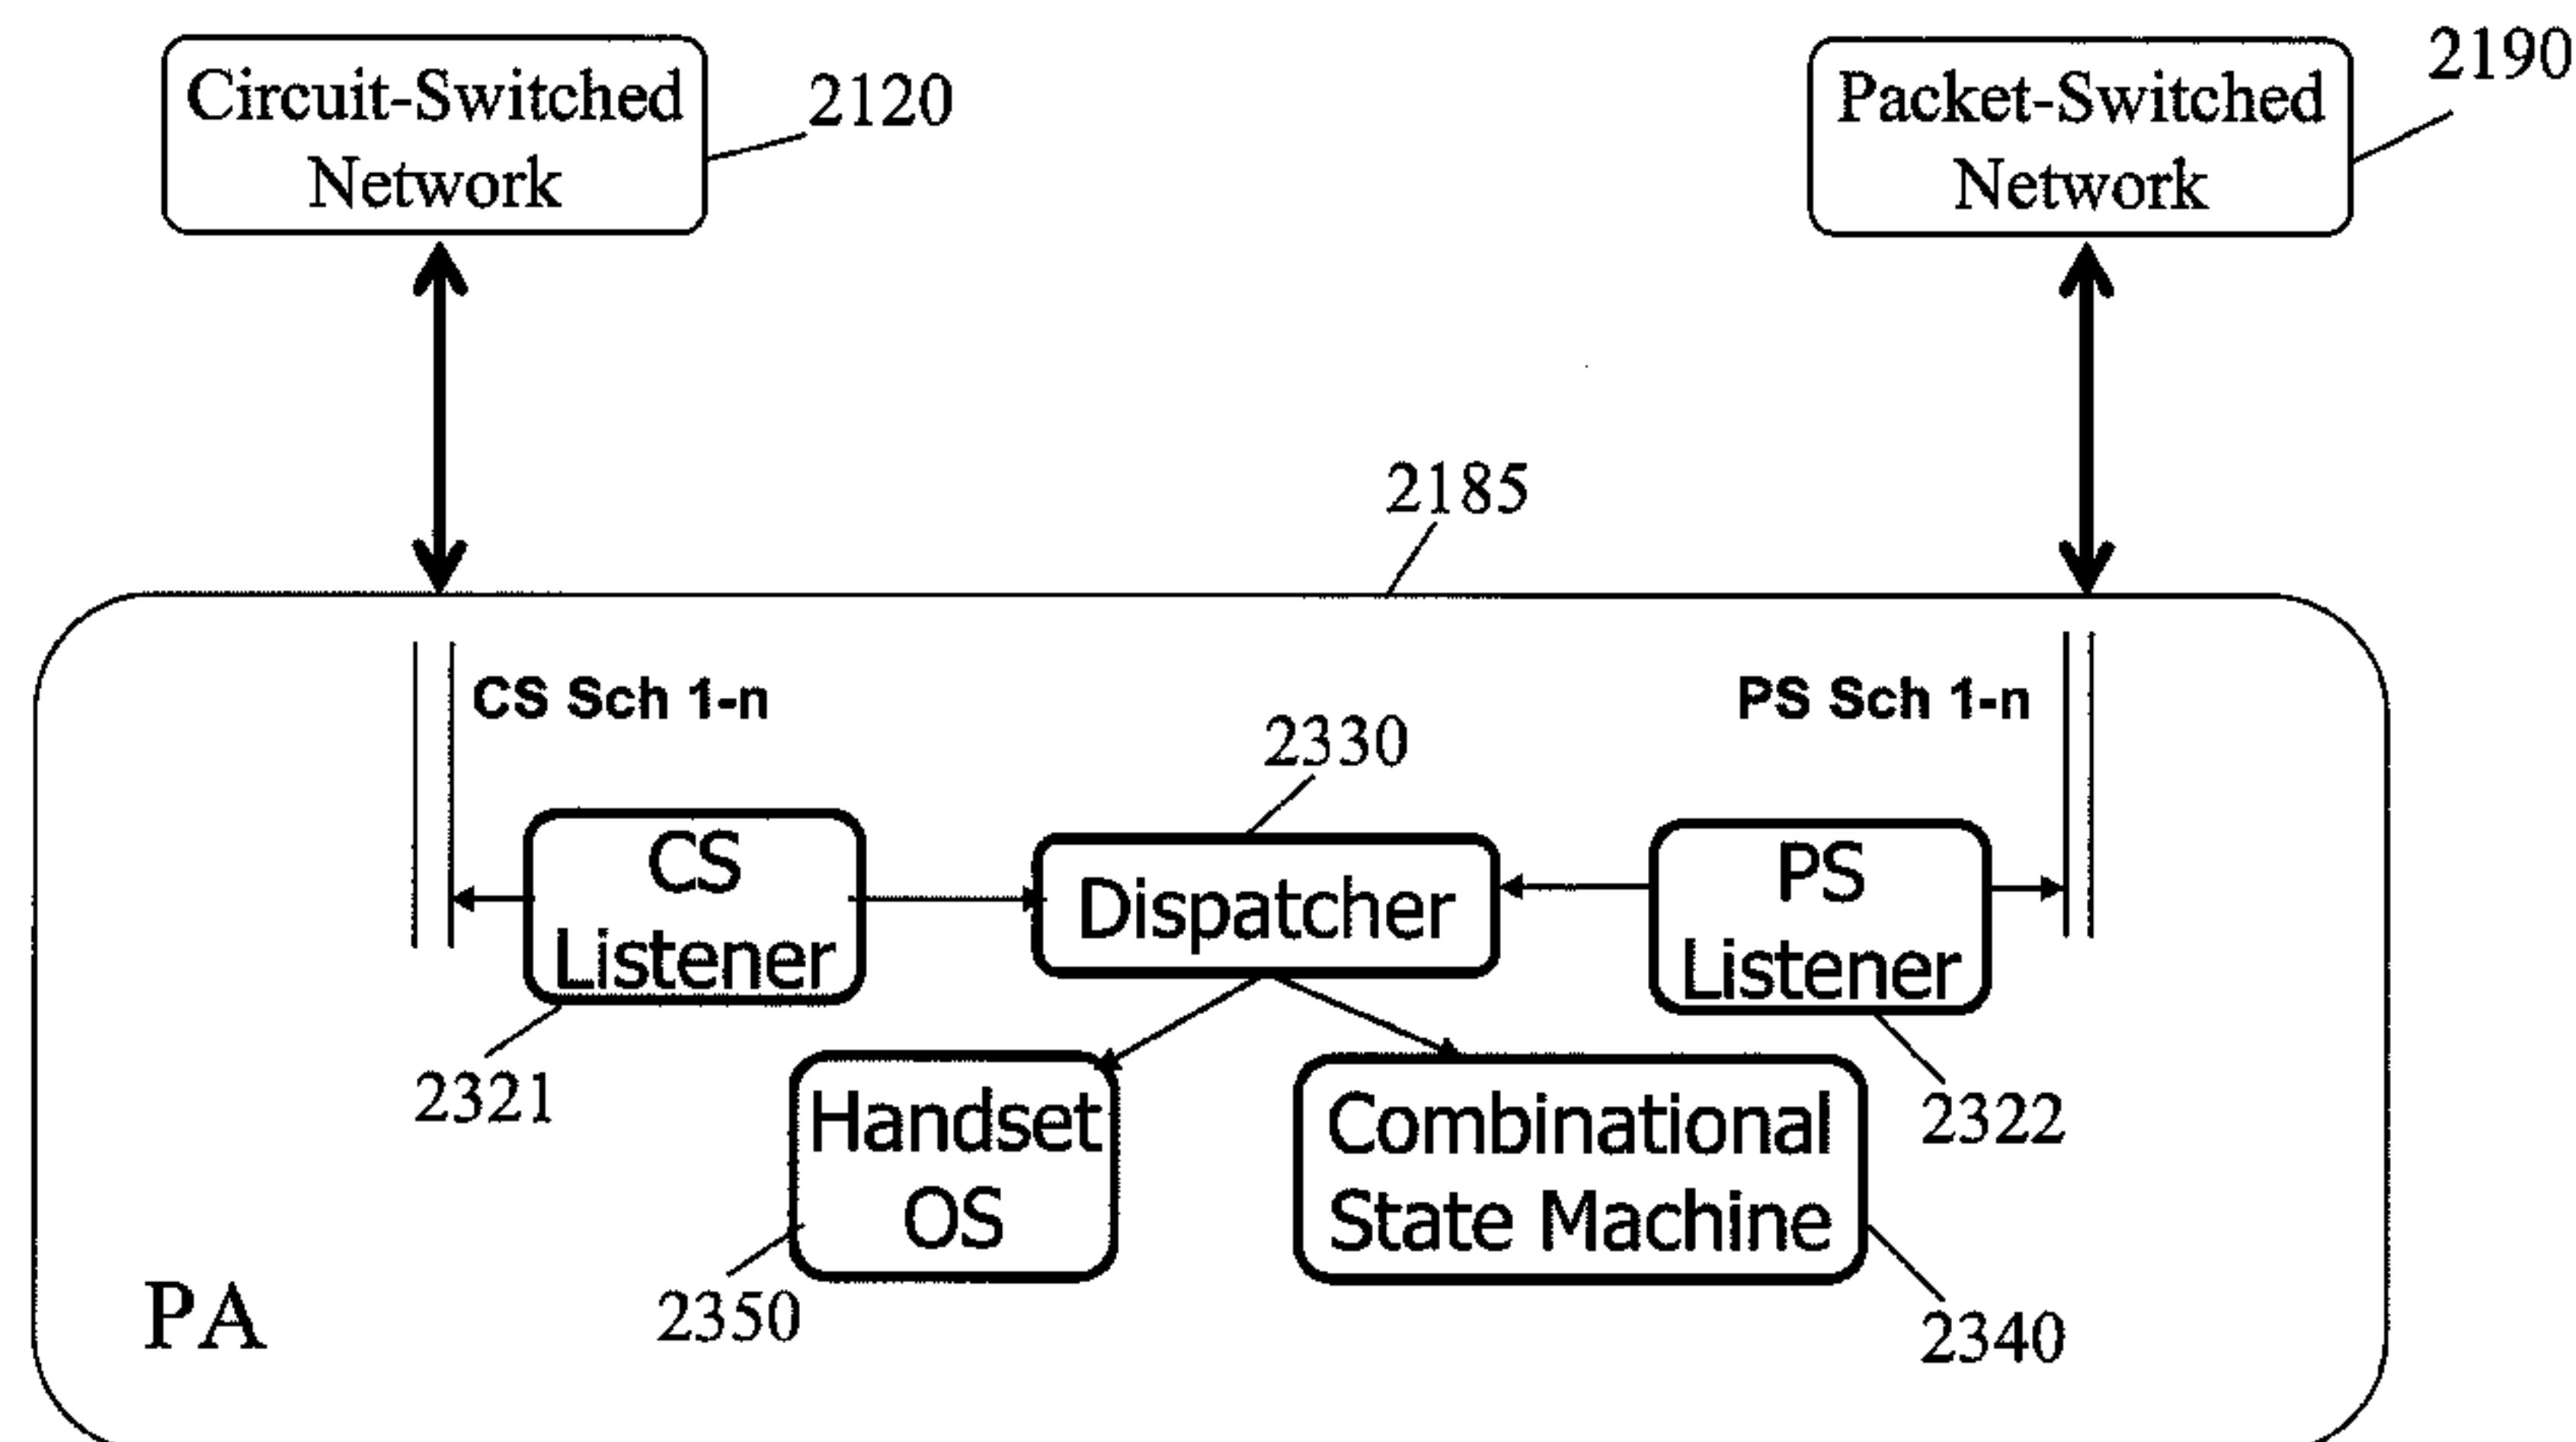 Circuit-Switched
Network
2120
Packet-Switched
Network
2190
2185
CS Sch 1-n
PS Sch 1-n
2330
CS
Listener
Dispatcher
PS
Listener
2321
2322
Handset
OS
Combinational
State Machine
2350
2340
PA